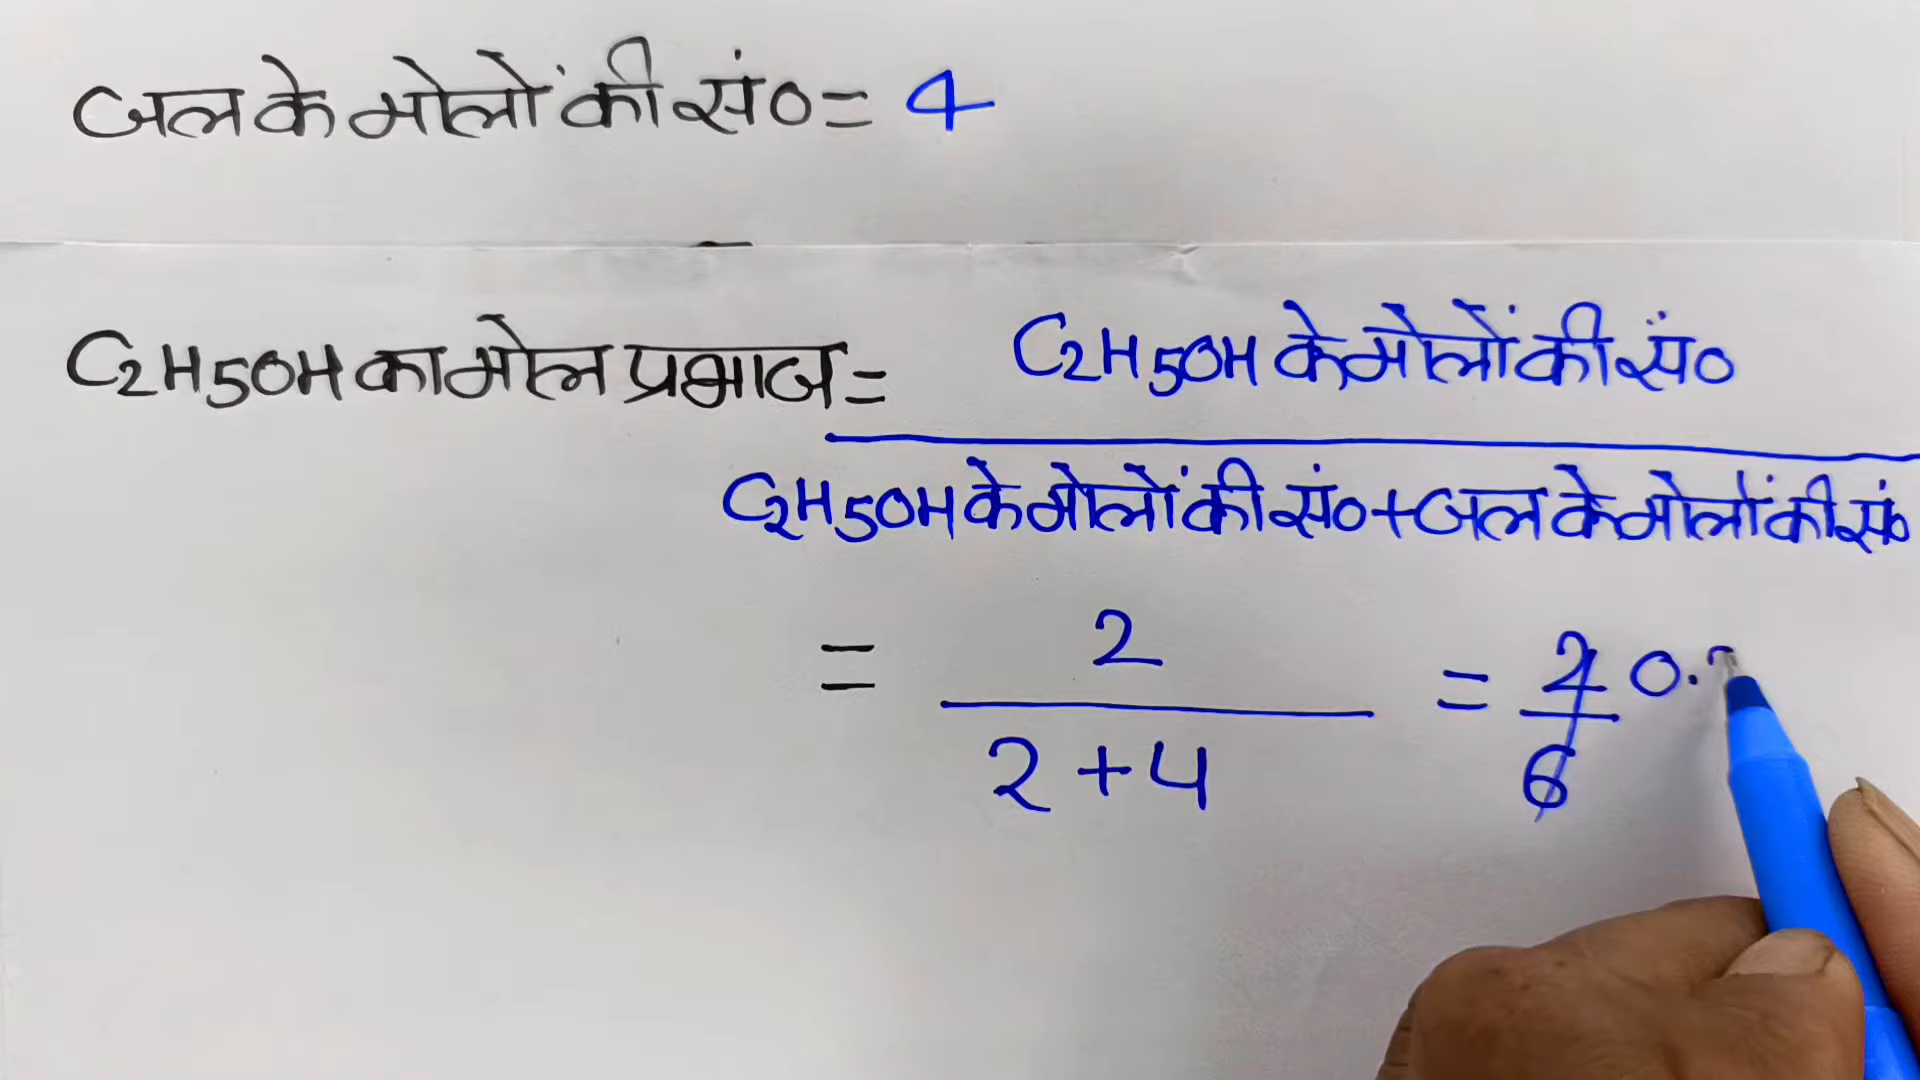 जल के मोलों की सं० = 4
C2H5OH का मोल प्रभाज = C2H5OH के मोलों की सं०
C2H5OH के मोलों की सं० + जल के मोलों की सं०
= 2 = 2 0.
2 + 4 6